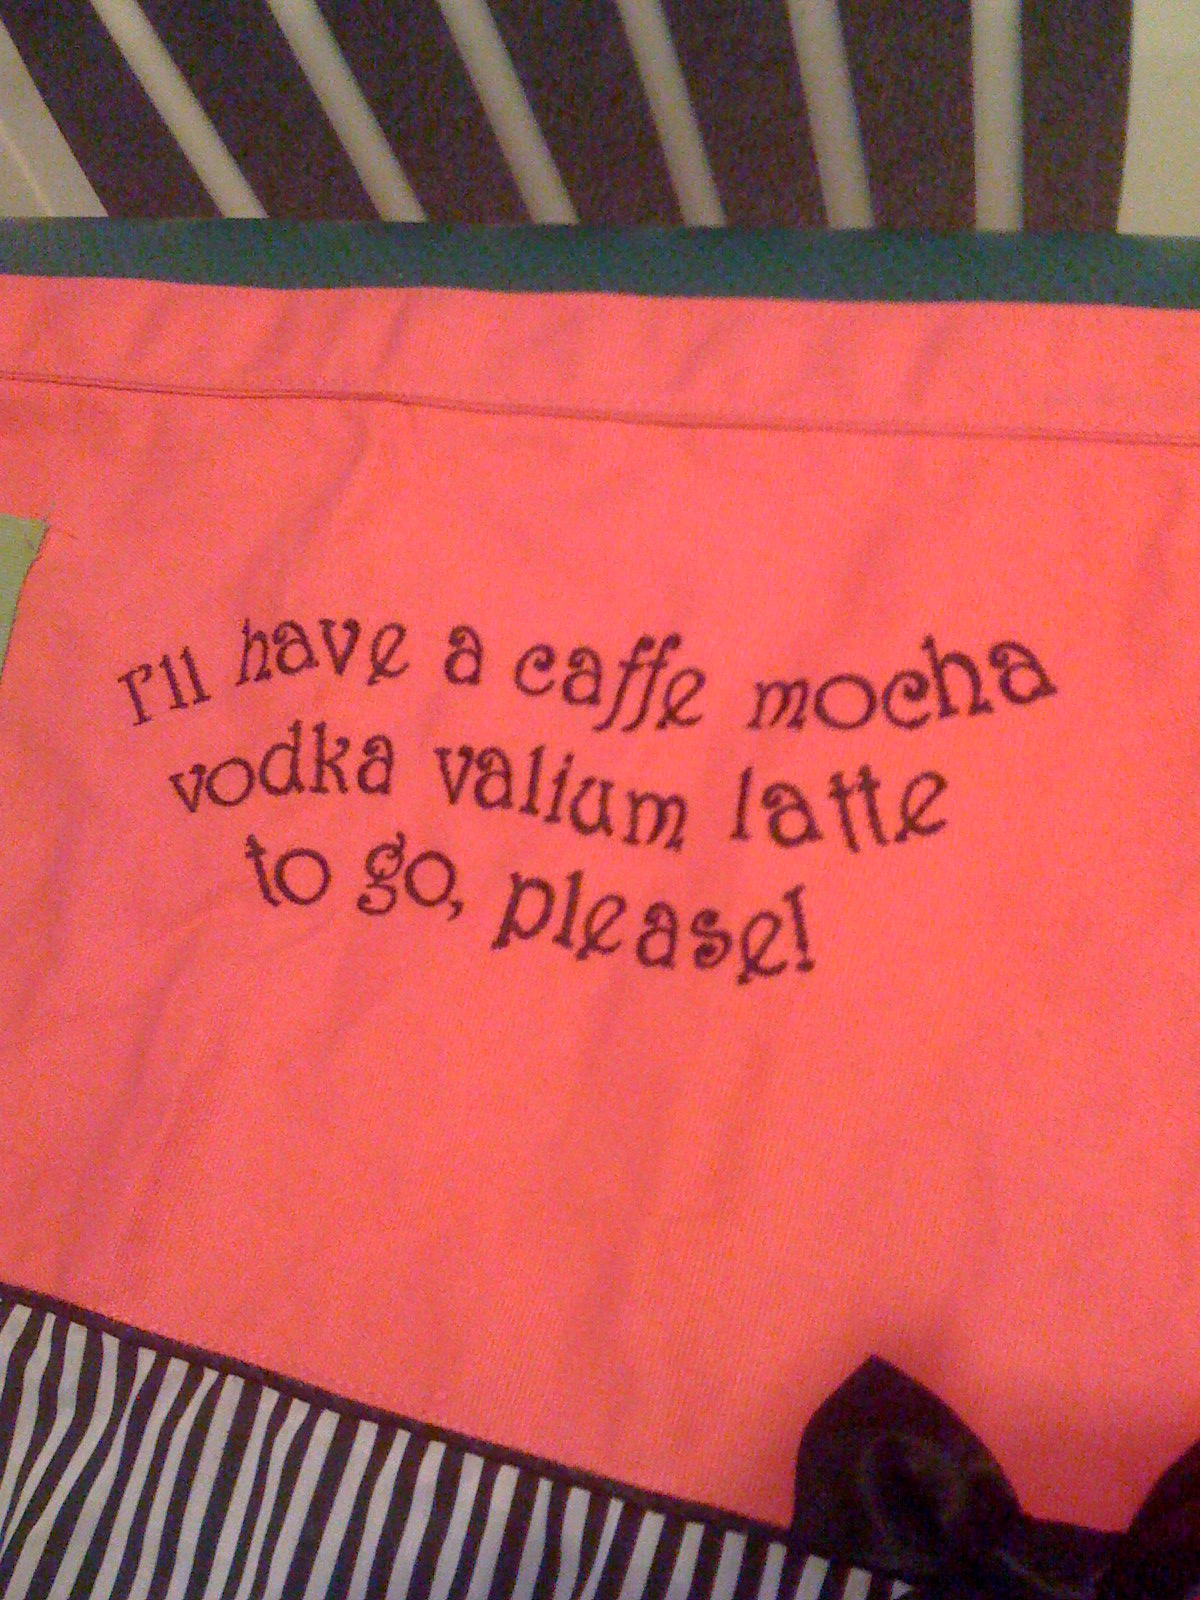 I'll have a caffe mocha
vodka valium latte
to go, please!